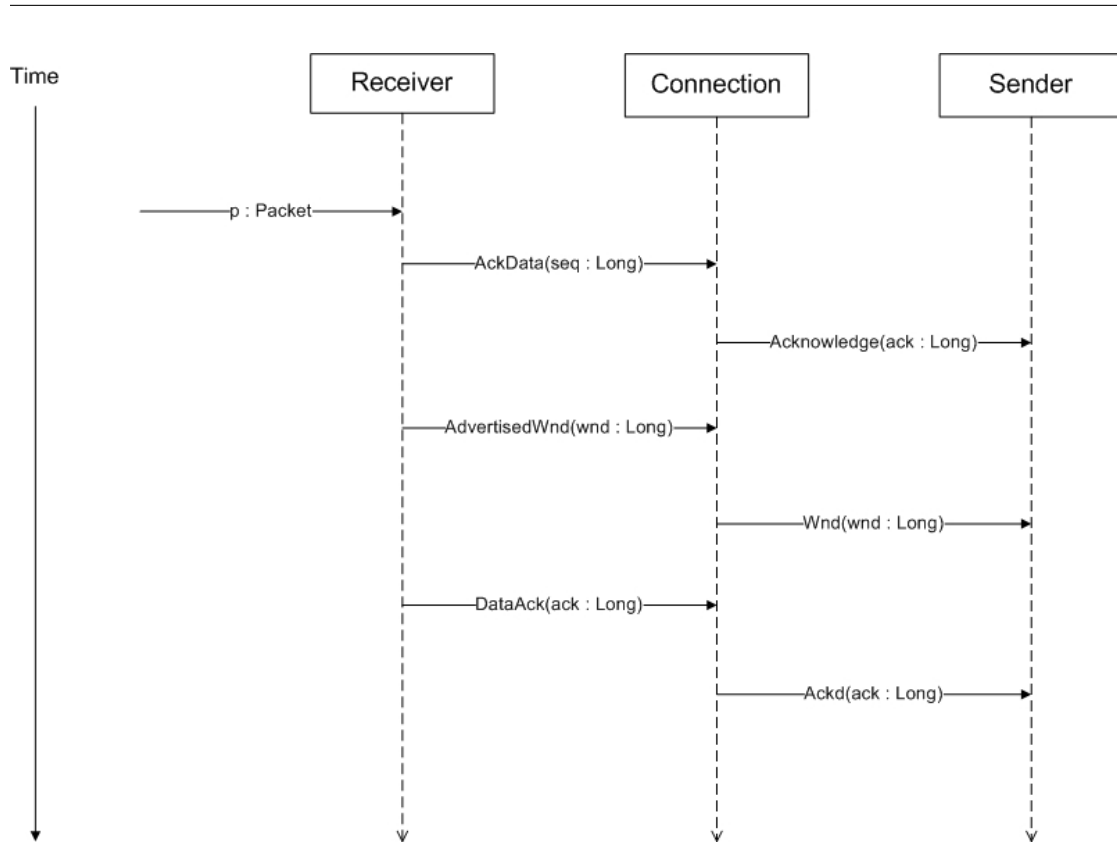 Time
Receiver
Connection
Sender
p : Packet
AckData(seq : Long)
Acknowledge(ack : Long)
AdvertisedWnd(wnd : Long)
Wnd(wnd : Long)
DataAck(ack : Long)
Ackd(ack : Long)